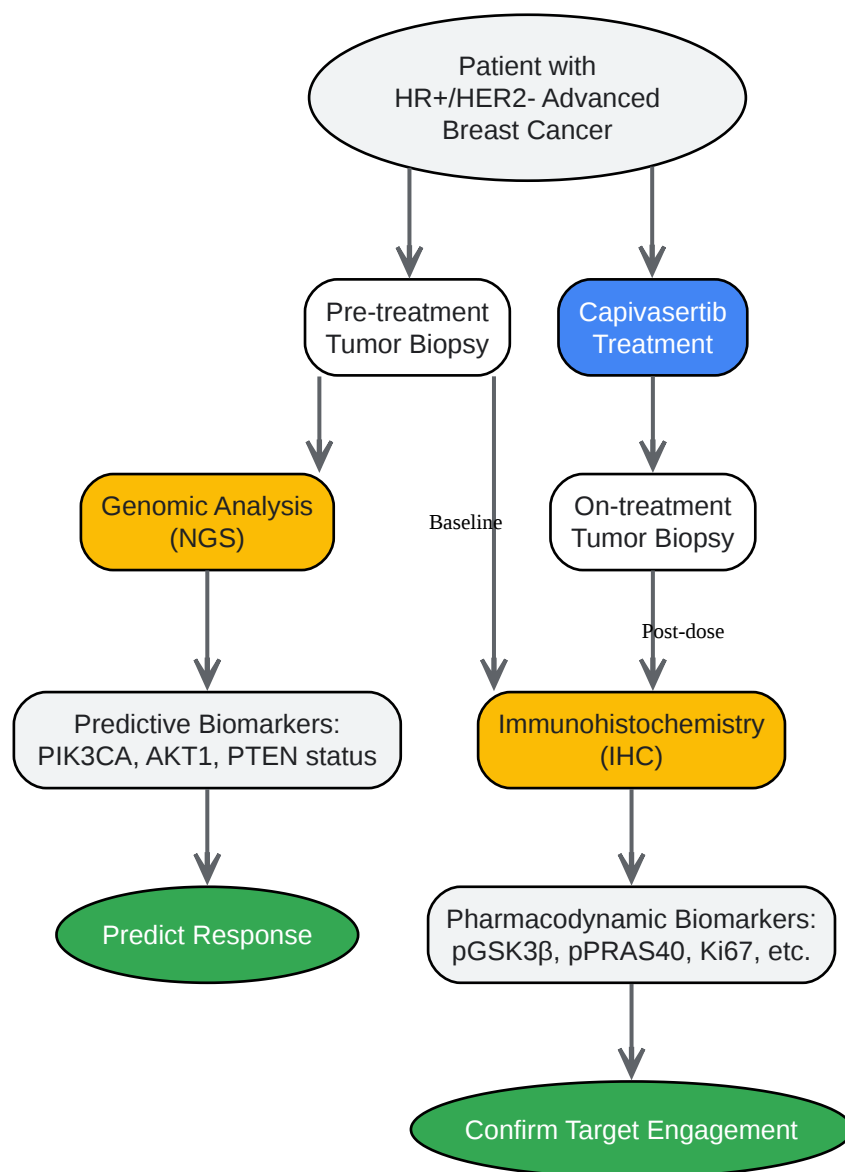 Patient with
HR+/HER2- Advanced
Breast Cancer
Pre-treatment
Tumor Biopsy
Capivasertib
Treatment
Genomic Analysis
(NGS)
Baseline
On-treatment
Tumor Biopsy
Post-dose
Predictive Biomarkers:
PIK3CA, AKT1, PTEN status
Immunohistochemistry
(IHC)
Predict Response
Pharmacodynamic Biomarkers:
pGSK3β, pPRAS40, Ki67, etc.
Confirm Target Engagement